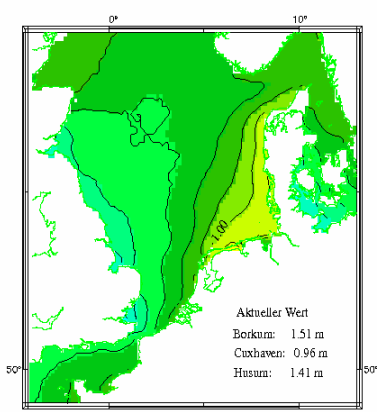 0° 10°
1.00
Aktueller Wert
Borkum: 1.51 m
Cuxhaven: 0.96 m
Husum: 1.41 m
50° 50°